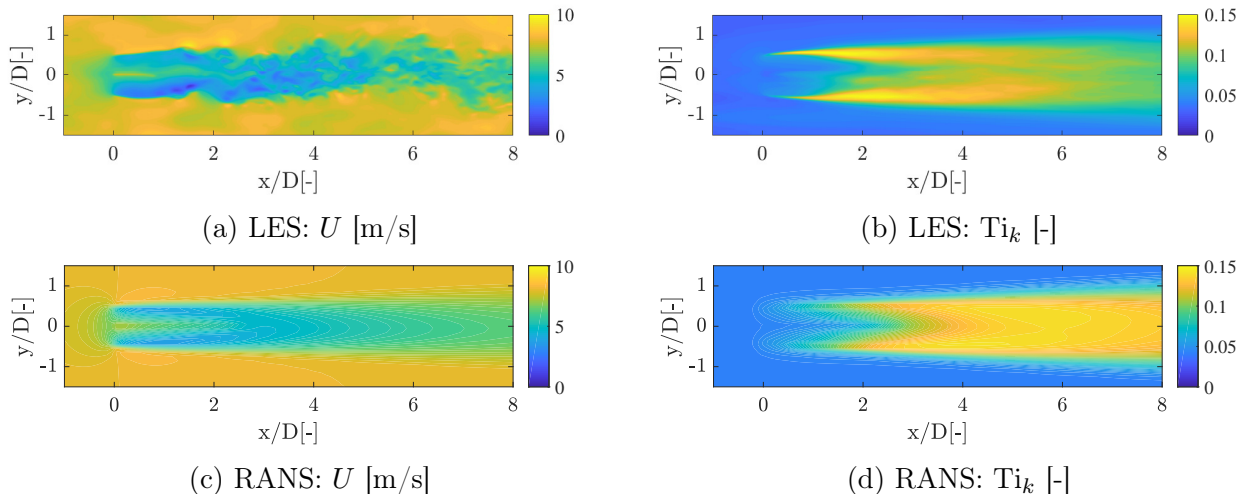 1
0
-1
y/D[-]
0 2 4 6 8
x/D[-]
10
5
0
(a) LES: U [m/s]
1
0
-1
y/D[-]
0 2 4 6 8
x/D[-]
0.15
0.1
0.05
0
(b) LES: Tiₖ [-]
1
0
-1
y/D[-]
0 2 4 6 8
x/D[-]
10
5
0
(c) RANS: U [m/s]
1
0
-1
y/D[-]
0 2 4 6 8
x/D[-]
0.15
0.1
0.05
0
(d) RANS: Tiₖ [-]